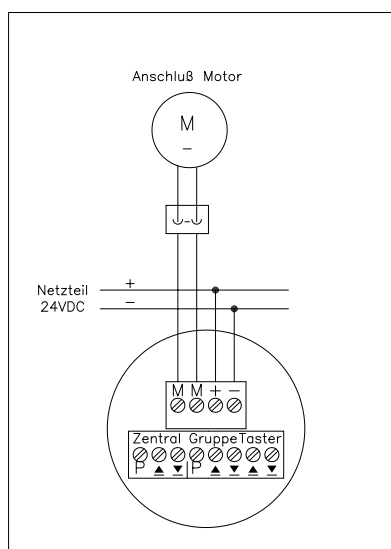 Anschluß Motor
M
–
Netzteil +
24VDC –
M M + –
Zentral Gruppe Taster
P ▲ ▼ P ▲ ▼ ▲ ▼